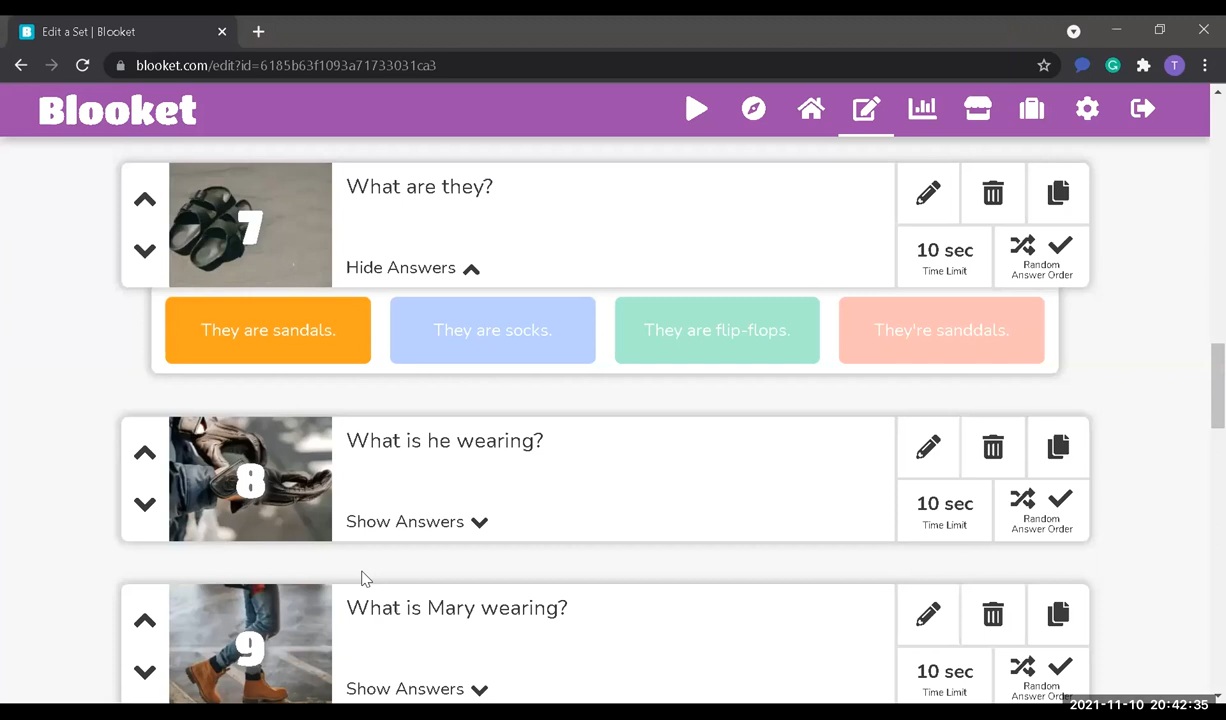 Edit a Set | Blooket
blooket.com/edit?id=6185b63f1093a71733031ca3
T
Blooket
7
What are they?
Hide Answers
10 sec
Time Limit
Random
Answer Order
They are sandals.
They are socks.
They are flip-flops.
They're sanddals.
8
What is he wearing?
Show Answers
10 sec
Time Limit
Random
Answer Order
9
What is Mary wearing?
Show Answers
10 sec
Time Limit
Random
Answer Order
2021-11-10 20:42:35